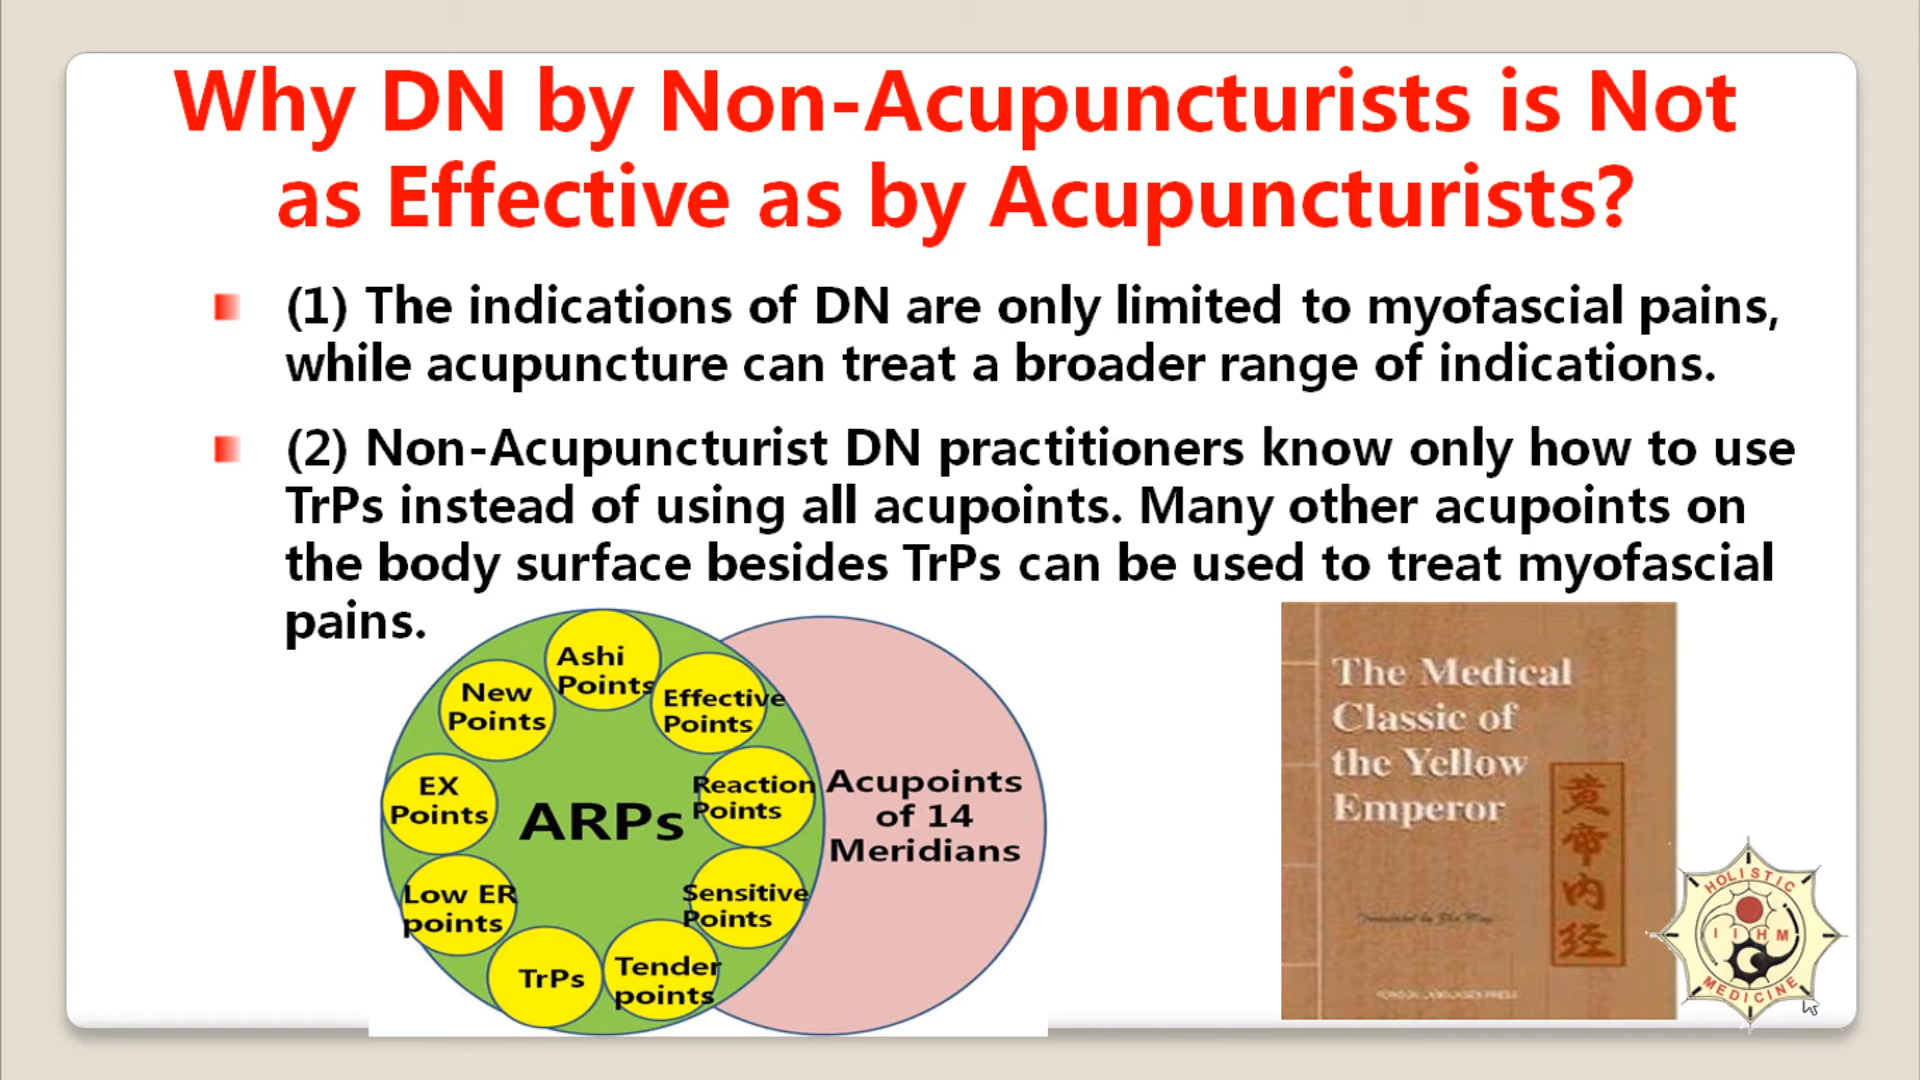 Why DN by Non-Acupuncturists is Not
as Effective as by Acupuncturists?
(1) The indications of DN are only limited to myofascial pains,
while acupuncture can treat a broader range of indications.
(2) Non-Acupuncturist DN practitioners know only how to use
TrPs instead of using all acupoints. Many other acupoints on
the body surface besides TrPs can be used to treat myofascial
pains.
Ashi
Points
New
Points
Effective
Points
EX
Points
ARPs
Reaction
Points
Low ER
points
Sensitive
Points
TrPs
Tender
points
Acupoints
of 14
Meridians
The Medical
Classic of
the Yellow
Emperor
黄帝内经
HOLISTIC
IIHM
MEDICINE